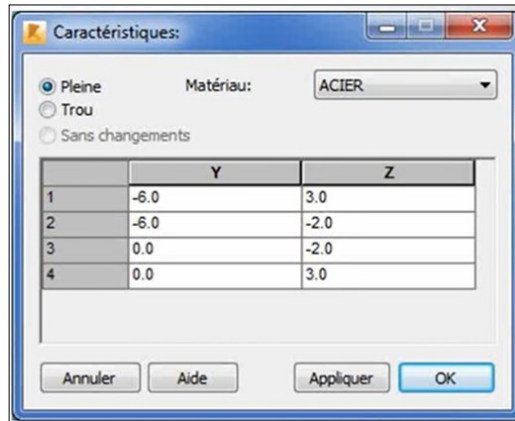 Caractéristiques:
Pleine Matériau: ACIER
Trou
Sans changements
Y Z
1 -6.0 3.0
2 -6.0 -2.0
3 0.0 -2.0
4 0.0 3.0
Annuler Aide Appliquer OK